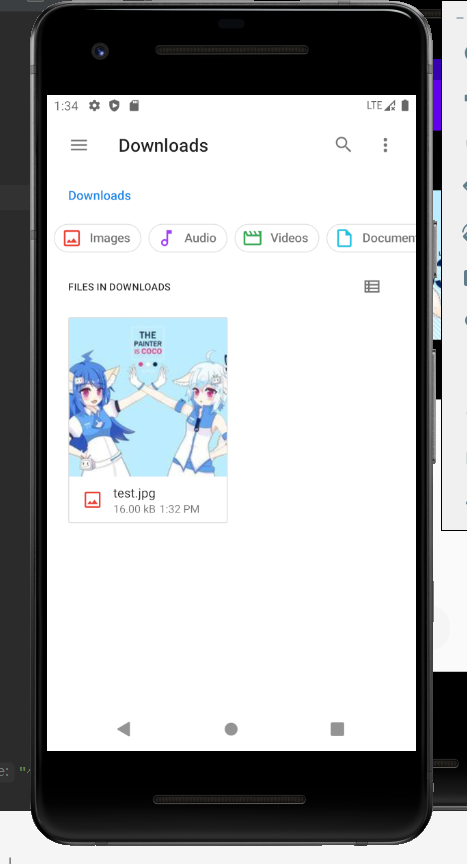 1:34
LTE
Downloads
Downloads
Images
Audio
Videos
Documen
FILES IN DOWNLOADS
THE
PAINTER
IS COCO
test.jpg
16.00 kB 1:32 PM
e: "/